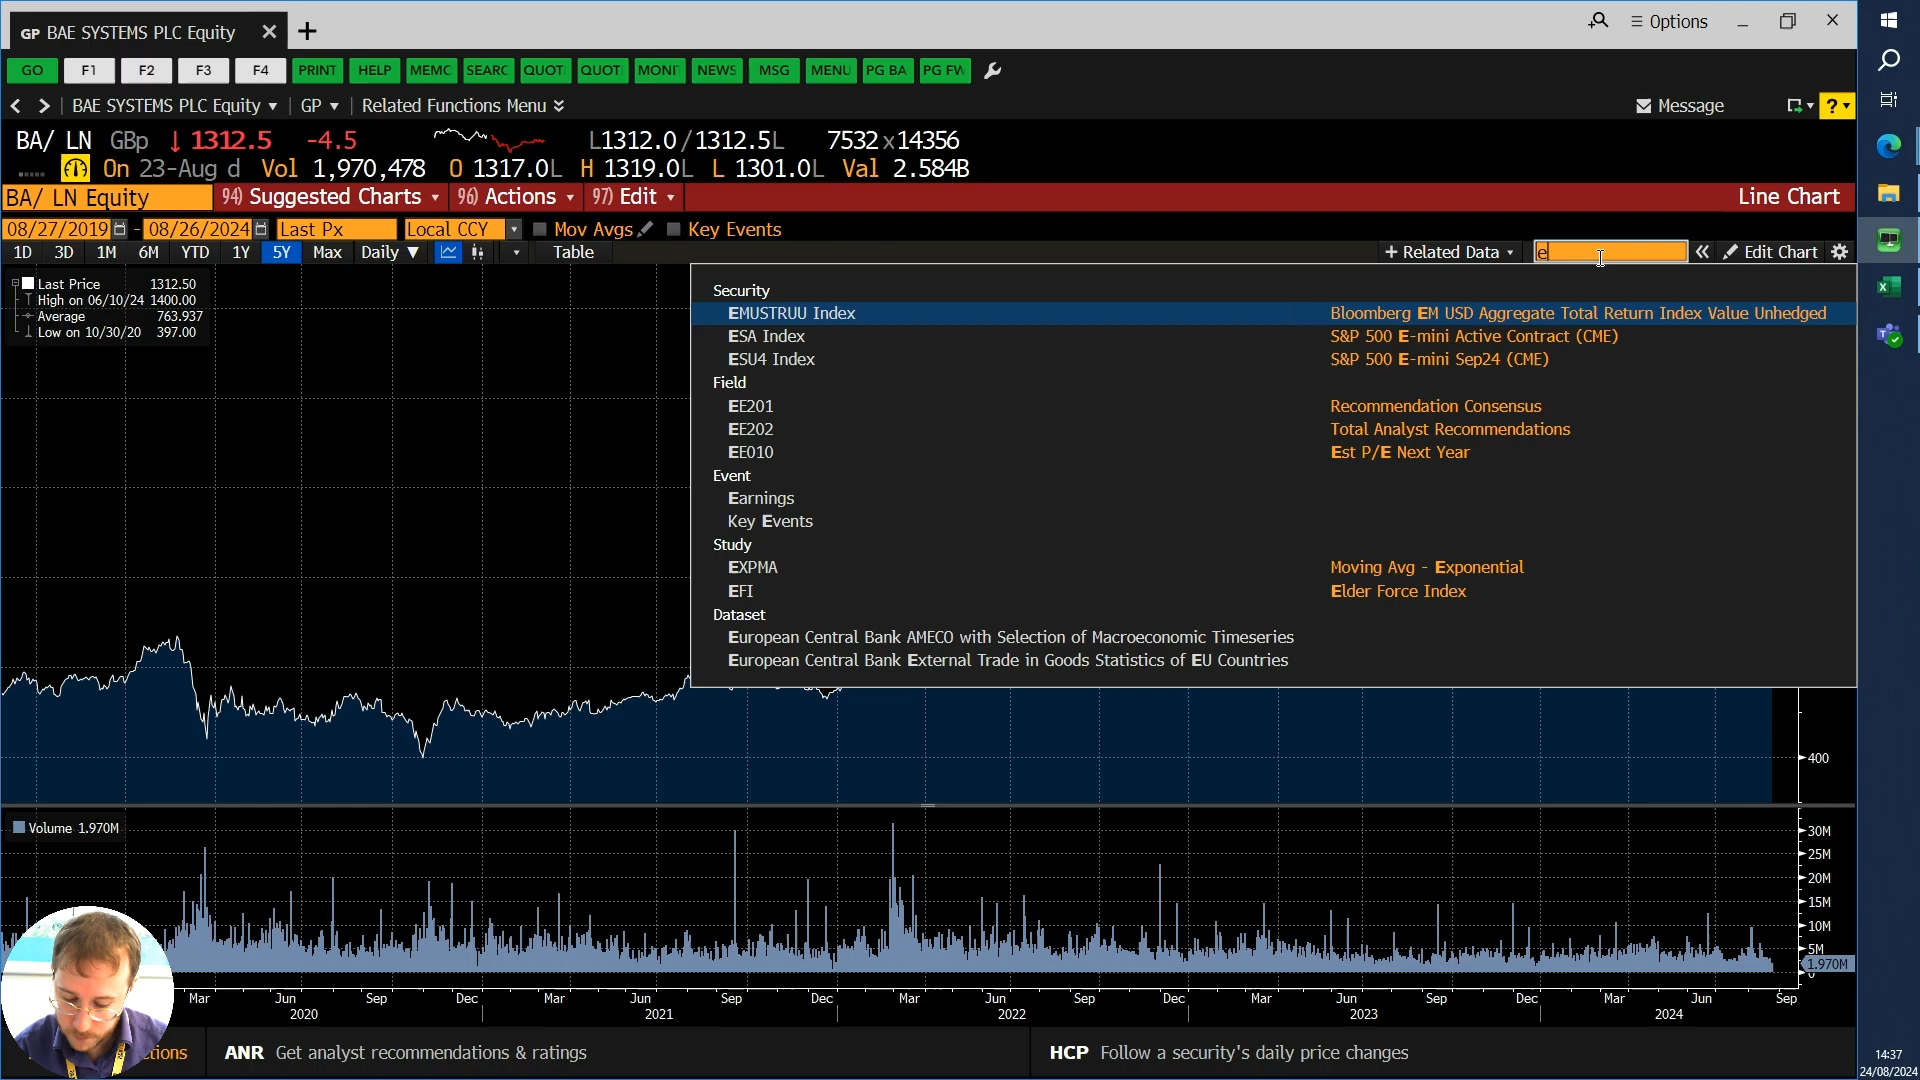 GP BAE SYSTEMS PLC Equity
Options
GO F1 F2 F3 F4 PRINT HELP MEMC SEARC QUOT QUOT MONI NEWS MSG MENU PG BA PG FW
BAE SYSTEMS PLC Equity GP Related Functions Menu Message ?
BA/ LN GBp 1312.5 -4.5 L1312.0/1312.5L 7532x14356
On 23-Aug d Vol 1,970,478 O 1317.0L H 1319.0L L 1301.0L Val 2.584B
BA/ LN Equity 94) Suggested Charts 96) Actions 97) Edit Line Chart
08/27/2019 - 08/26/2024 Last Px Local CCY Mov Avgs Key Events
1D 3D 1M 6M YTD 1Y 5Y Max Daily Table + Related Data e Edit Chart
Last Price 1312.50
High on 06/10/24 1400.00
Average 763.937
Low on 10/30/20 397.00
Security
EMUSTRUU Index Bloomberg EM USD Aggregate Total Return Index Value Unhedged
ESA Index S&P 500 E-mini Active Contract (CME)
ESU4 Index S&P 500 E-mini Sep24 (CME)
Field
EE201 Recommendation Consensus
EE202 Total Analyst Recommendations
EE010 Est P/E Next Year
Event
Earnings
Key Events
Study
EXPMA Moving Avg - Exponential
EFI Elder Force Index
Dataset
European Central Bank AMECO with Selection of Macroeconomic Timeseries
European Central Bank External Trade in Goods Statistics of EU Countries
400
Volume 1.970M
30M
25M
20M
15M
10M
5M
1.970M
0
Mar Jun Sep Dec Mar Jun Sep Dec Mar Jun Sep Dec Mar Jun Sep Dec Mar Jun Sep
2020 2021 2022 2023 2024
ANR Get analyst recommendations & ratings HCP Follow a security's daily price changes
14:37
24/08/2024